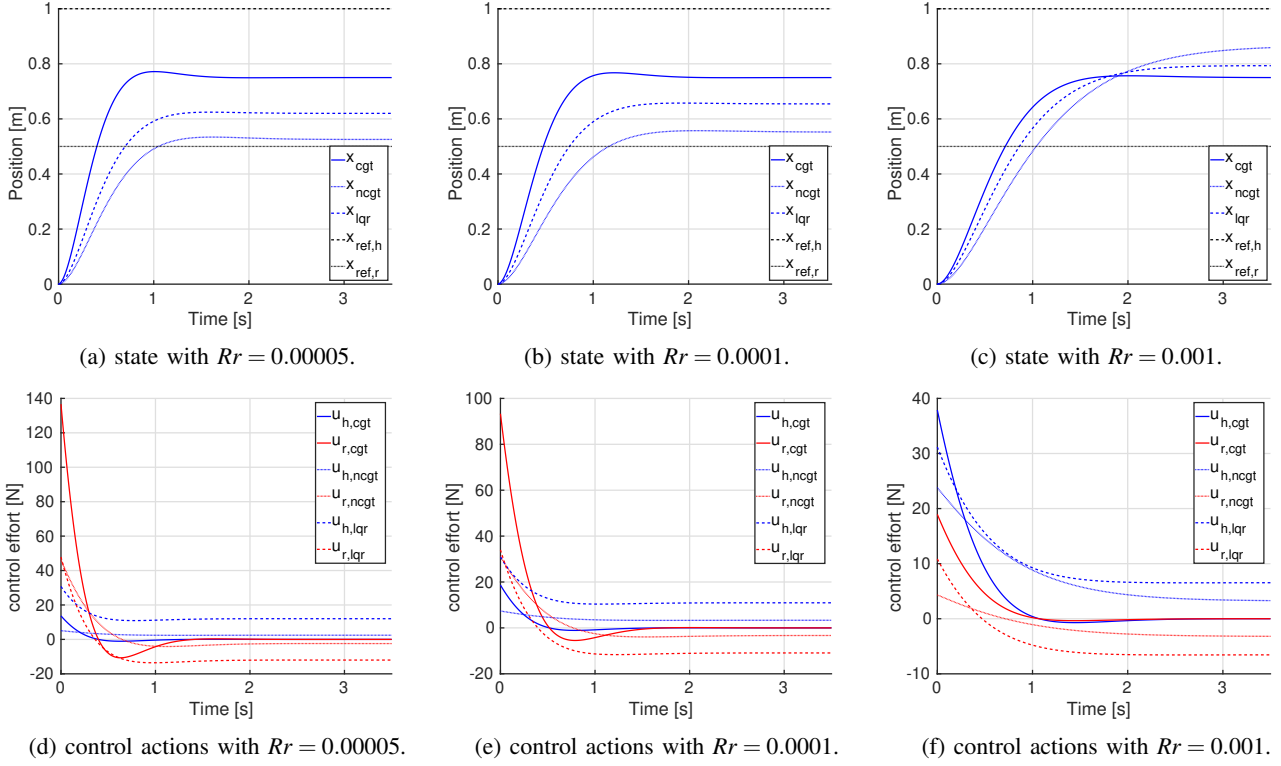 1
0.8
0.6
0.4
0.2
0
Position [m]
0 1 2 3
Time [s]
x_cgt
x_ncgt
x_lqr
x_ref,h
x_ref,r
(a) state with Rr = 0.00005.
1
0.8
0.6
0.4
0.2
0
Position [m]
0 1 2 3
Time [s]
x_cgt
x_ncgt
x_lqr
x_ref,h
x_ref,r
(b) state with Rr = 0.0001.
1
0.8
0.6
0.4
0.2
0
Position [m]
0 1 2 3
Time [s]
x_cgt
x_ncgt
x_lqr
x_ref,h
x_ref,r
(c) state with Rr = 0.001.
140
120
100
80
60
40
20
0
-20
control effort [N]
0 1 2 3
Time [s]
u_h,cgt
u_r,cgt
u_h,ncgt
u_r,ncgt
u_h,lqr
u_r,lqr
(d) control actions with Rr = 0.00005.
100
80
60
40
20
0
-20
control effort [N]
0 1 2 3
Time [s]
u_h,cgt
u_r,cgt
u_h,ncgt
u_r,ncgt
u_h,lqr
u_r,lqr
(e) control actions with Rr = 0.0001.
40
30
20
10
0
-10
control effort [N]
0 1 2 3
Time [s]
u_h,cgt
u_r,cgt
u_h,ncgt
u_r,ncgt
u_h,lqr
u_r,lqr
(f) control actions with Rr = 0.001.